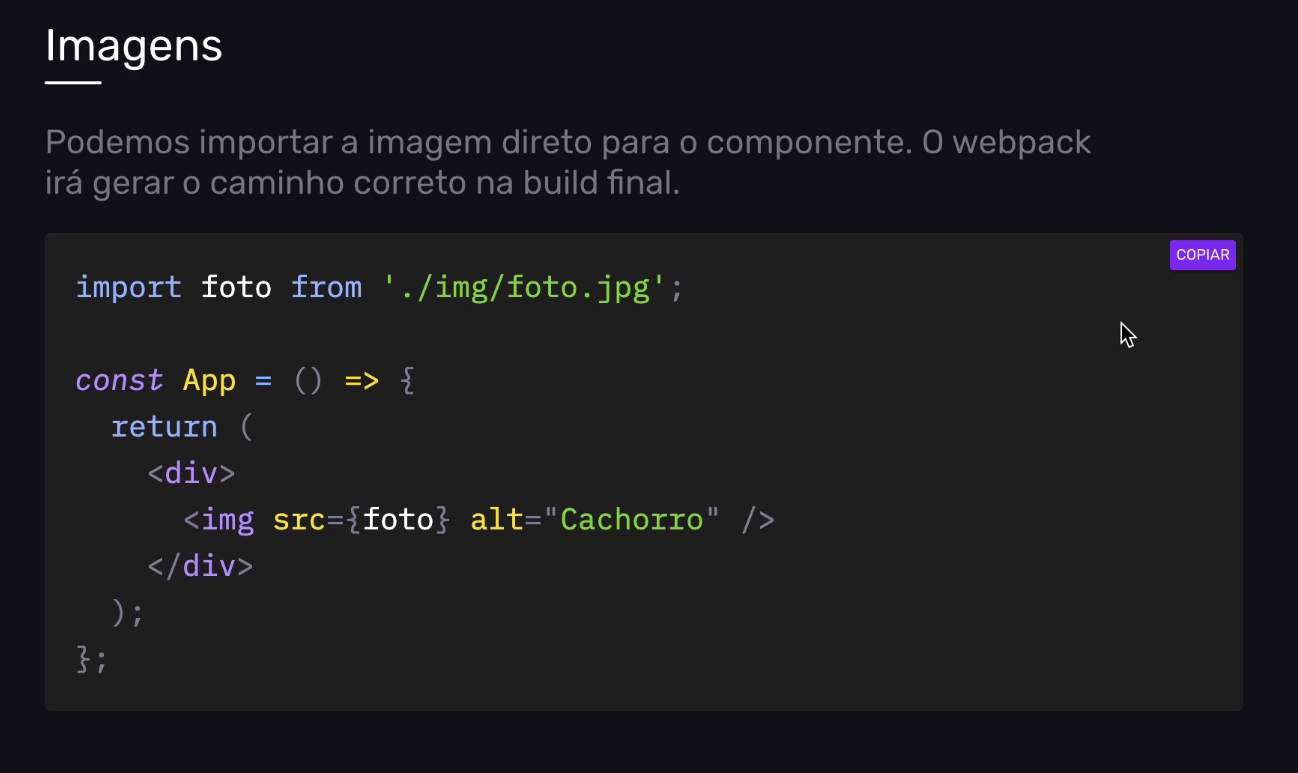 Imagens
Podemos importar a imagem direto para o componente. O webpack
irá gerar o caminho correto na build final.
COPIAR
import foto from './img/foto.jpg';
const App = () => {
  return (
    <div>
      <img src={foto} alt="Cachorro" />
    </div>
  );
};